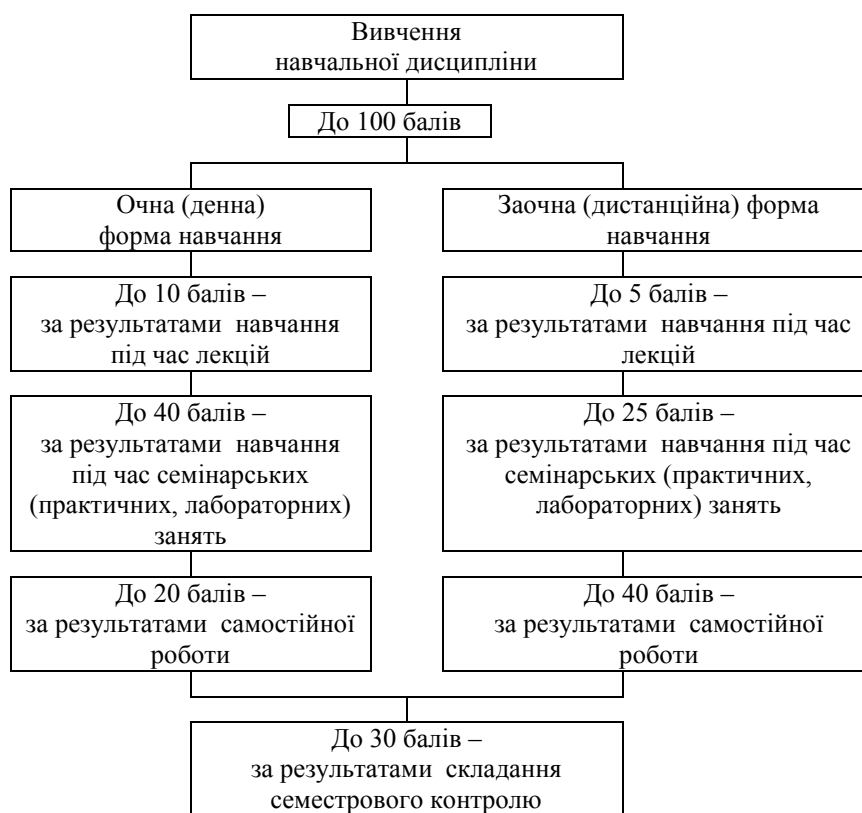 Вивчення
навчальної дисципліни
До 100 балів
Очна (денна)
форма навчання
Заочна (дистанційна) форма
навчання
До 10 балів –
за результатами навчання
під час лекцій
До 5 балів –
за результатами навчання під час
лекцій
До 40 балів –
за результатами навчання
під час семінарських
(практичних, лабораторних)
занять
До 25 балів –
за результатами навчання під час
семінарських (практичних,
лабораторних) занять
До 20 балів –
за результатами самостійної
роботи
До 40 балів –
за результатами самостійної
роботи
До 30 балів –
за результатами складання
семестрового контролю